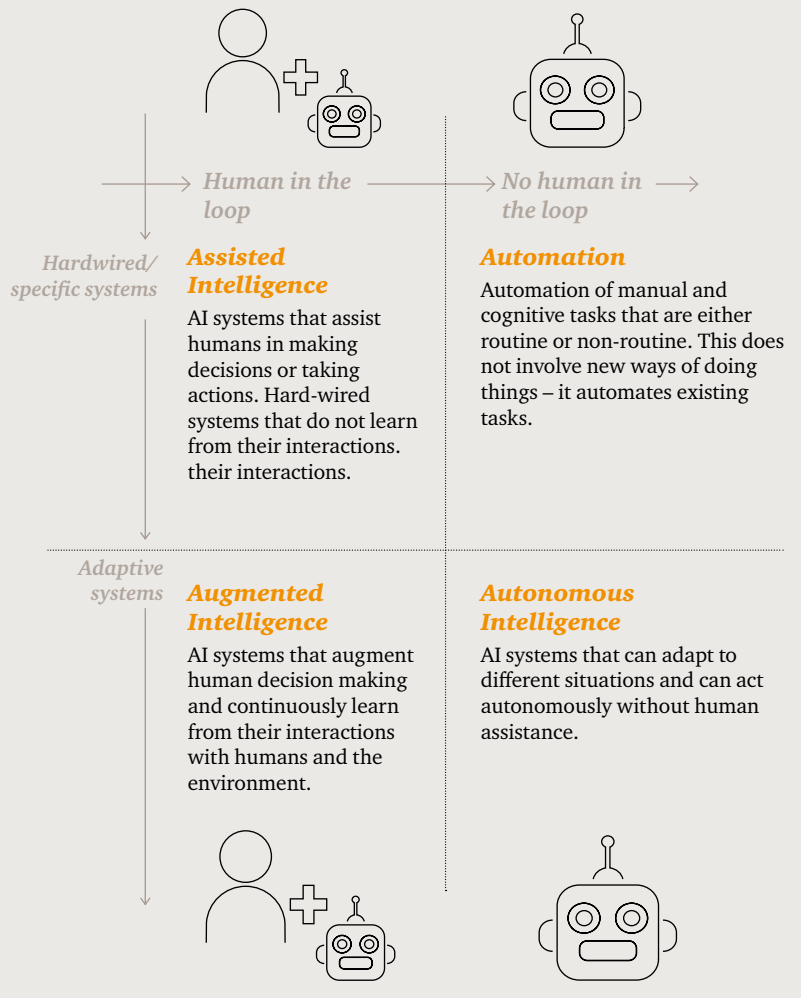 Human in the
loop
No human in
the loop
Hardwired/
specific systems
Assisted
Intelligence
AI systems that assist
humans in making
decisions or taking
actions. Hard-wired
systems that do not learn
from their interactions.
their interactions.
Automation
Automation of manual and
cognitive tasks that are either
routine or non-routine. This does
not involve new ways of doing
things – it automates existing
tasks.
Adaptive
systems
Augmented
Intelligence
AI systems that augment
human decision making
and continuously learn
from their interactions
with humans and the
environment.
Autonomous
Intelligence
AI systems that can adapt to
different situations and can act
autonomously without human
assistance.